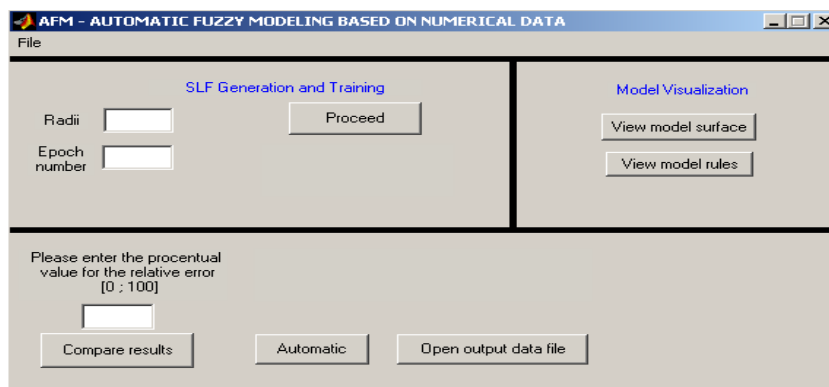 AFM - AUTOMATIC FUZZY MODELING BASED ON NUMERICAL DATA
File
SLF Generation and Training
Radii
Proceed
Epoch
number
Model Visualization
View model surface
View model rules
Please enter the procentual
value for the relative error
[0 ; 100]
Compare results
Automatic
Open output data file